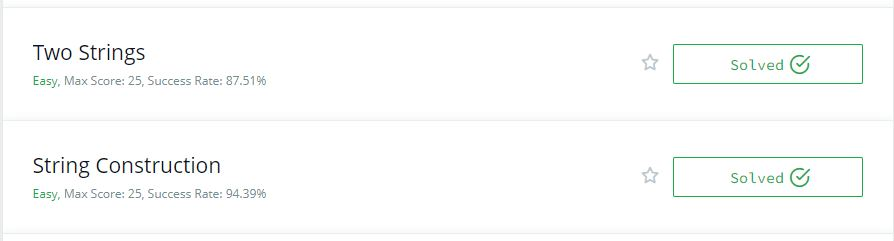 Two Strings
Easy, Max Score: 25, Success Rate: 87.51%
Solved
String Construction
Easy, Max Score: 25, Success Rate: 94.39%
Solved